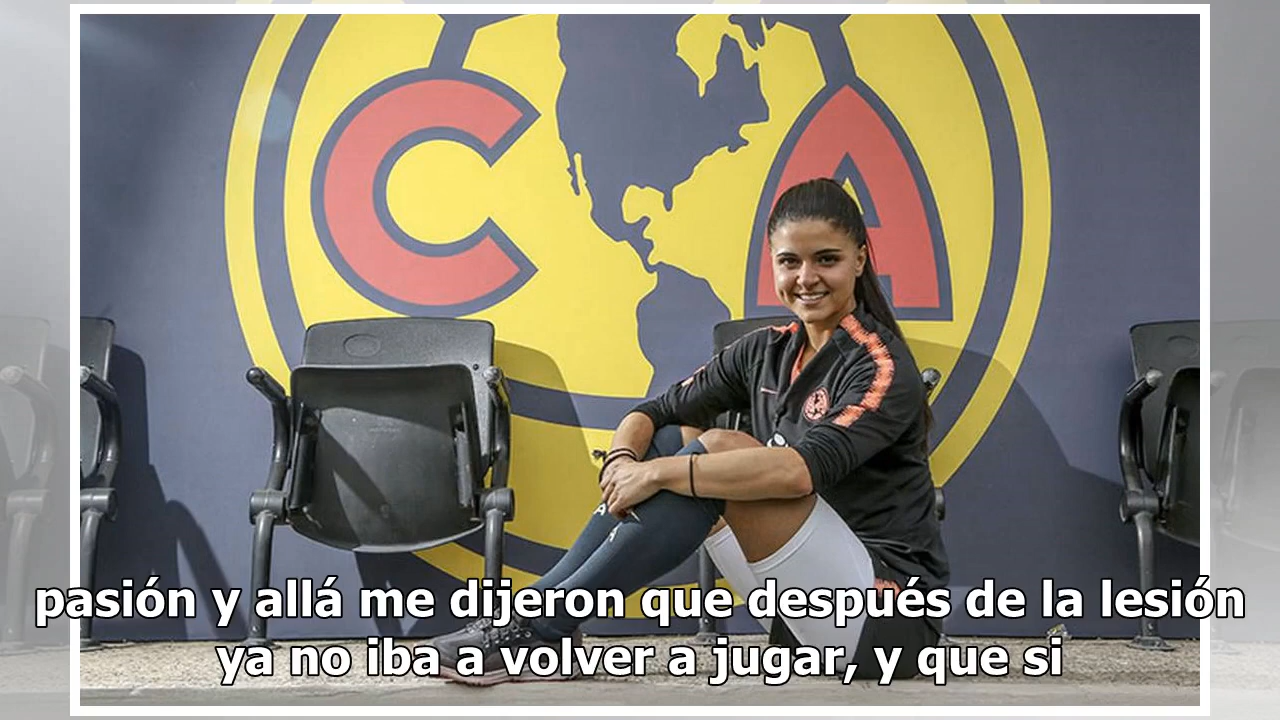 C A
pasión y allá me dijeron que después de la lesión
ya no iba a volver a jugar, y que si